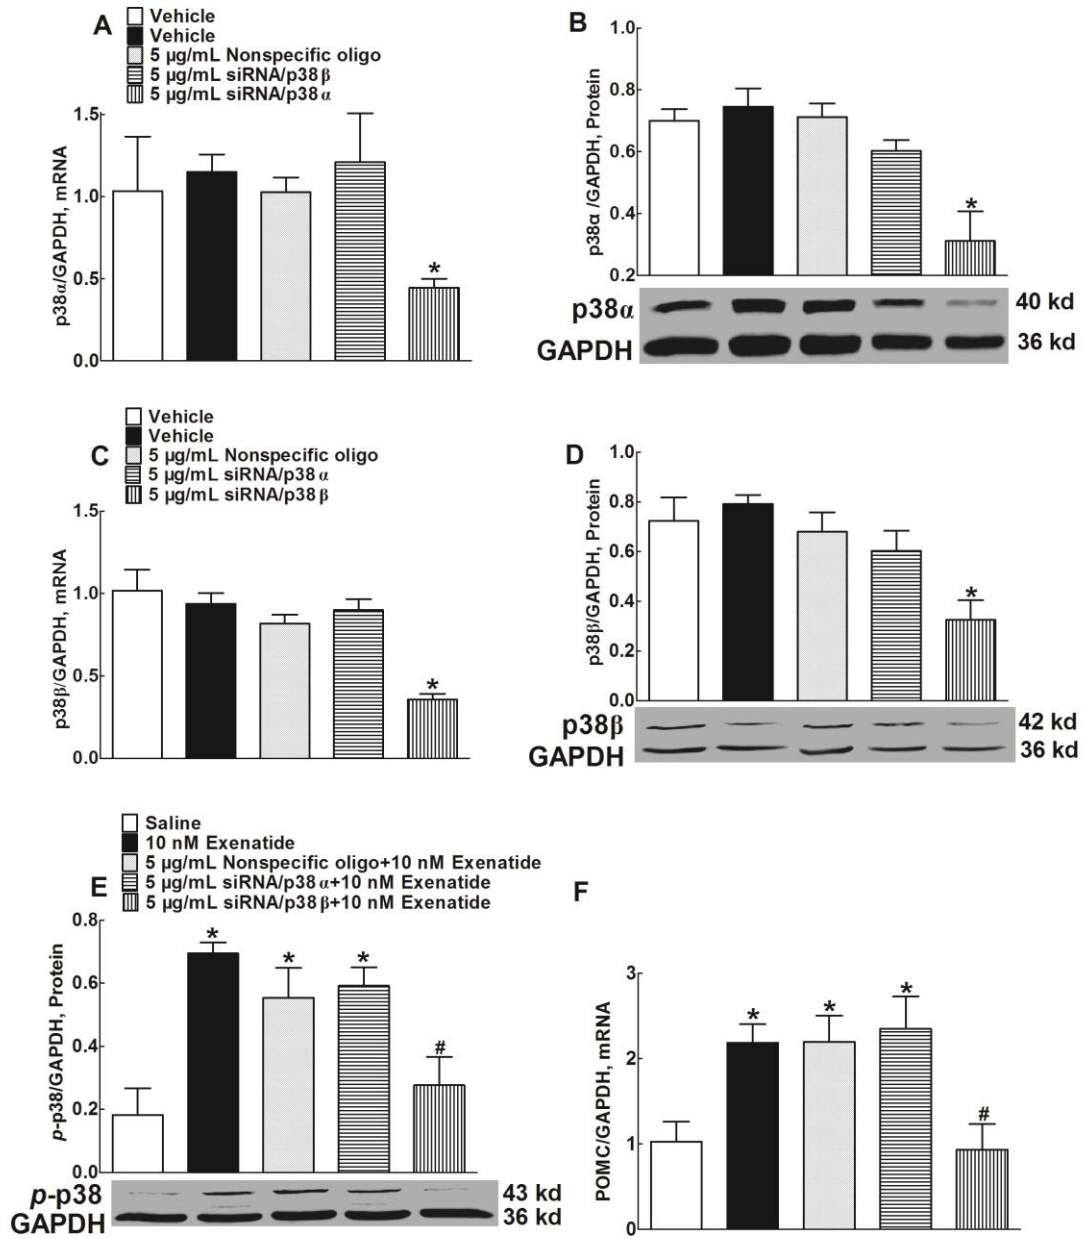 A
Vehicle
Vehicle
5 µg/mL Nonspecific oligo
5 µg/mL siRNA/p38β
5 µg/mL siRNA/p38α
p38α/GAPDH, mRNA
1.5
1.0
0.5
0.0
*
B
p38α /GAPDH, Protein
1.0
0.8
0.6
0.4
0.2
*
p38α 40 kd
GAPDH 36 kd
C
Vehicle
Vehicle
5 µg/mL Nonspecific oligo
5 µg/mL siRNA/p38α
5 µg/mL siRNA/p38β
p38β/GAPDH, mRNA
1.5
1.0
0.5
0.0
*
D
p38β/GAPDH, Protein
1.0
0.8
0.6
0.4
0.2
0.0
*
p38β 42 kd
GAPDH 36 kd
E
Saline
10 nM Exenatide
5 µg/mL Nonspecific oligo+10 nM Exenatide
5 µg/mL siRNA/p38α+10 nM Exenatide
5 µg/mL siRNA/p38β+10 nM Exenatide
p-p38/GAPDH, Protein
0.8
0.6
0.4
0.2
0.0
* * * #
p-p38 43 kd
GAPDH 36 kd
F
POMC/GAPDH, mRNA
3
2
1
0
* * * #